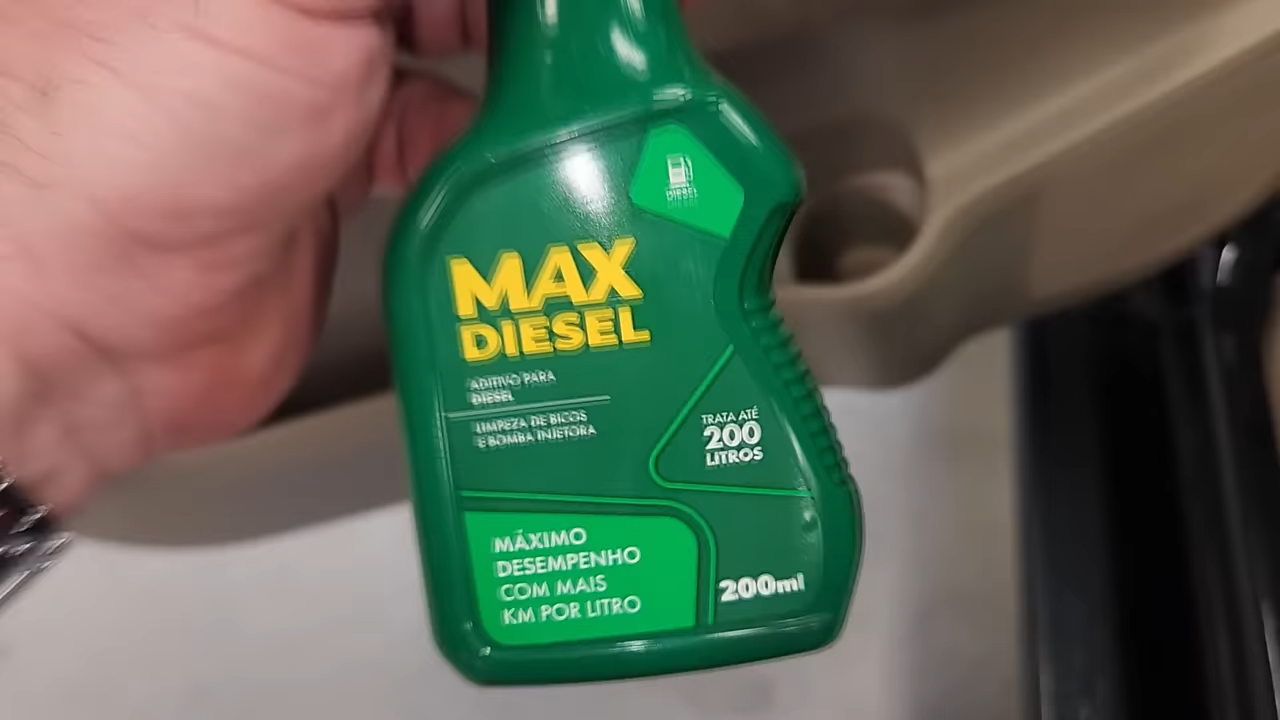 DIESEL
MAX
DIESEL
ADITIVO PARA
DIESEL
LIMPEZA DE BICOS
E BOMBA INJETORA
TRATA ATÉ
200
LITROS
MÁXIMO
DESEMPENHO
COM MAIS
KM POR LITRO
200ml